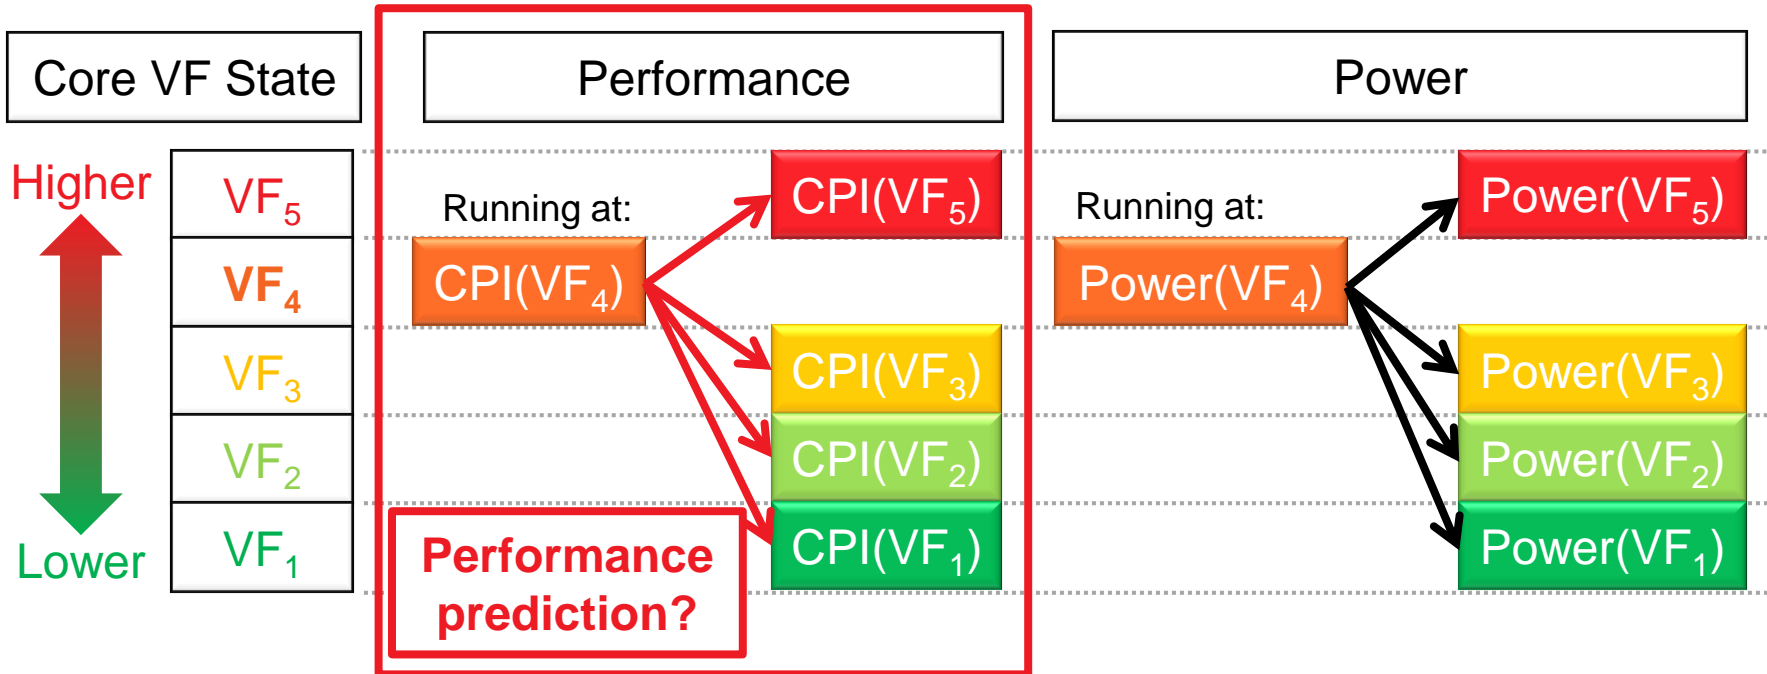 Core VF State
Performance
Power
Higher
Lower
VF5
VF4
VF3
VF2
VF1
Running at:
CPI(VF4)
CPI(VF5)
CPI(VF3)
CPI(VF2)
CPI(VF1)
Performance
prediction?
Running at:
Power(VF4)
Power(VF5)
Power(VF3)
Power(VF2)
Power(VF1)